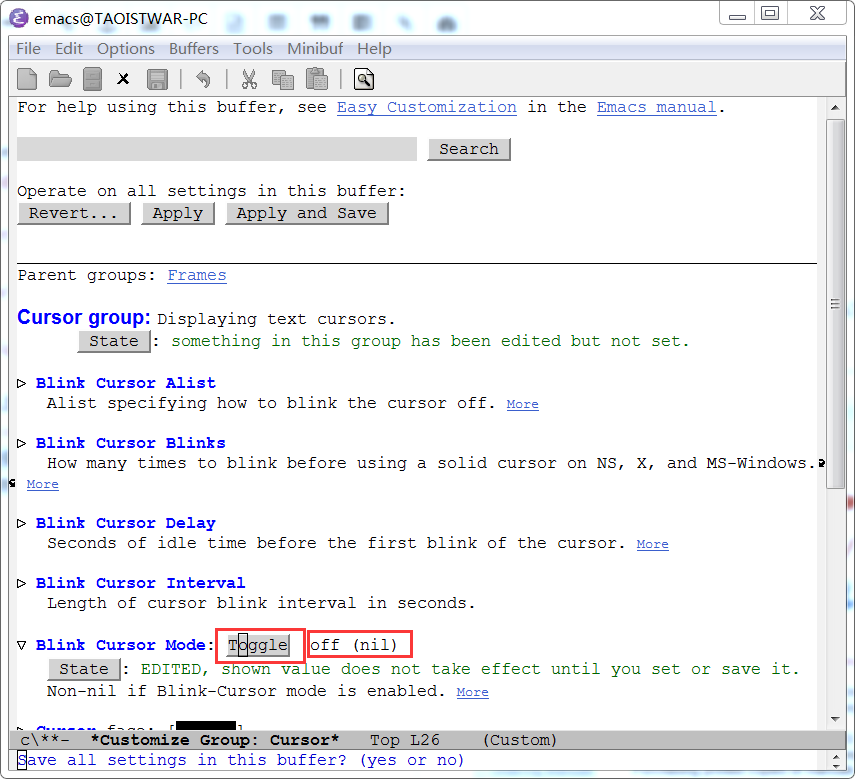 emacs@TAOISTWAR-PC
File Edit Options Buffers Tools Minibuf Help
For help using this buffer, see Easy Customization in the Emacs manual.
Search
Operate on all settings in this buffer:
Revert... Apply Apply and Save
Parent groups: Frames
Cursor group: Displaying text cursors.
State : something in this group has been edited but not set.
Blink Cursor Alist
Alist specifying how to blink the cursor off. More
Blink Cursor Blinks
How many times to blink before using a solid cursor on NS, X, and MS-Windows.
More
Blink Cursor Delay
Seconds of idle time before the first blink of the cursor. More
Blink Cursor Interval
Length of cursor blink interval in seconds.
Blink Cursor Mode: Toggle off (nil)
State : EDITED, shown value does not take effect until you set or save it.
Non-nil if Blink-Cursor mode is enabled. More
Cursor face: [ ]
c\**- *Customize Group: Cursor* Top L26 (Custom)
Save all settings in this buffer? (yes or no)